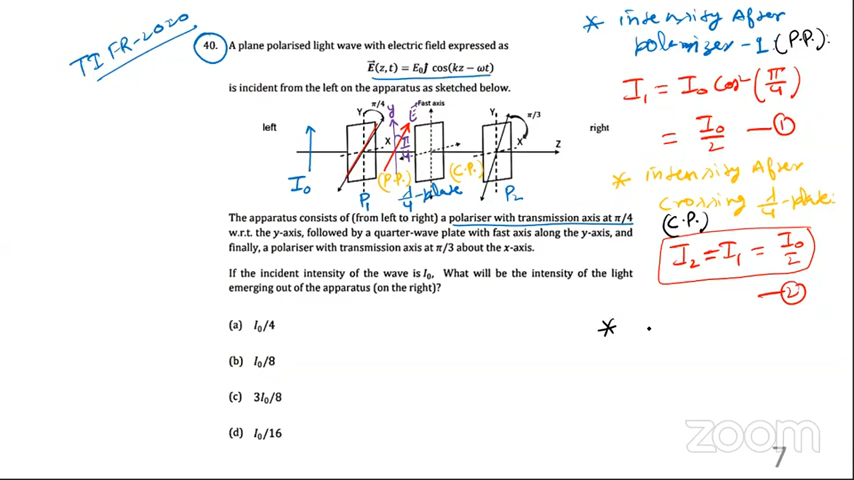 TIFR-2020
40. A plane polarised light wave with electric field expressed as
E⃗(z,t) = E₀ĵ cos(kz − ωt)
is incident from the left on the apparatus as sketched below.
left
right
I₀
Y
π/4
X
P₁
(P.P.)
y
E⃗
π/4
Fast axis
λ/4-plate
(C.P.)
Y
π/3
X
Z
P₂
The apparatus consists of (from left to right) a polariser with transmission axis at π/4
w.r.t. the y-axis, followed by a quarter-wave plate with fast axis along the y-axis, and
finally, a polariser with transmission axis at π/3 about the x-axis.
If the incident intensity of the wave is I₀, What will be the intensity of the light
emerging out of the apparatus (on the right)?
(a) I₀/4
(b) I₀/8
(c) 3I₀/8
(d) I₀/16
* intensity After
polarizer-1 (P.P.):
I₁ = I₀ cos² (π/4)
= I₀/2 —①
* intensity After
crossing λ/4-plate:
(C.P.)
I₂ = I₁ = I₀/2
—②
*
zoom
7